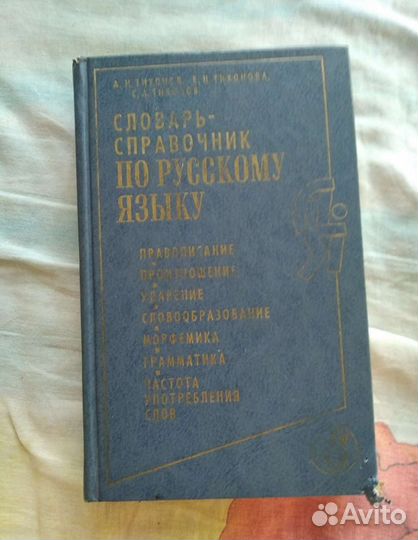 А.Н.ТИХОНОВ, Е.Н.ТИХОНОВА,
С.А.ТИХОНОВ
СЛОВАРЬ-
СПРАВОЧНИК
ПО РУССКОМУ
ЯЗЫКУ
ПРАВОПИСАНИЕ
ПРОИЗНОШЕНИЕ
УДАРЕНИЕ
СЛОВООБРАЗОВАНИЕ
МОРФЕМИКА
ГРАММАТИКА
ЧАСТОТА
УПОТРЕБЛЕНИЯ
СЛОВ
Avito